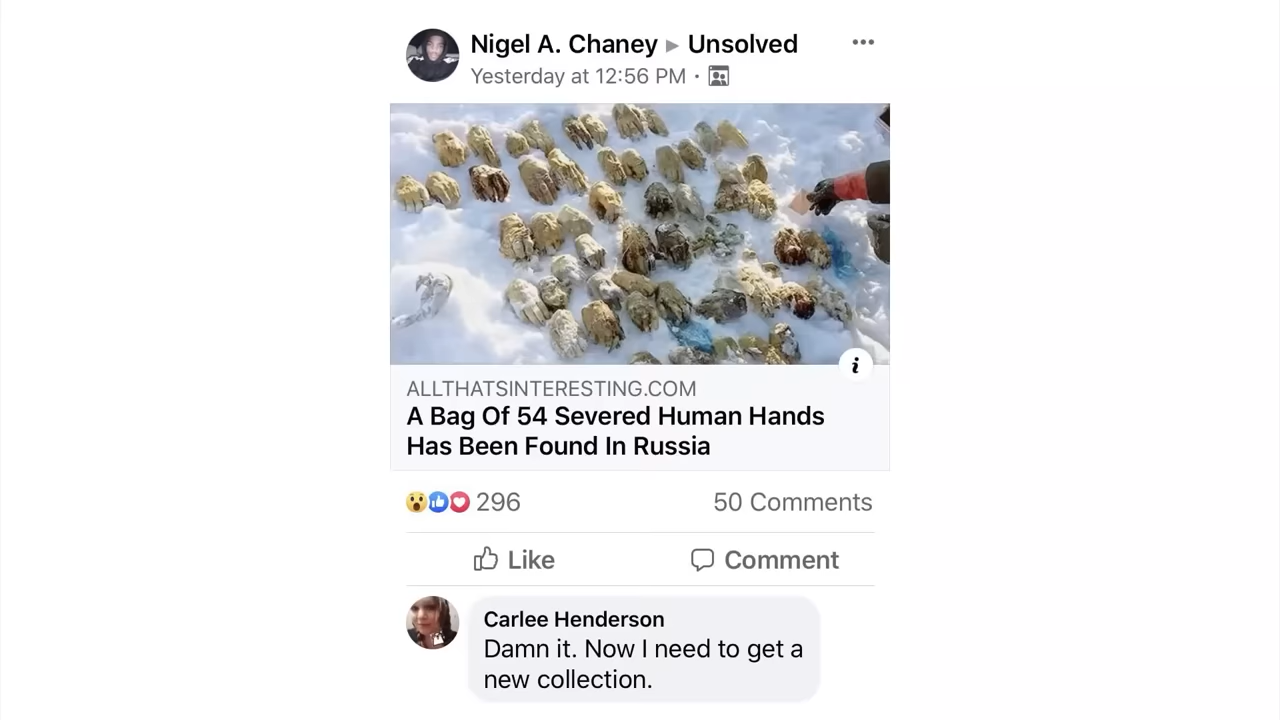 Nigel A. Chaney ▸ Unsolved
Yesterday at 12:56 PM ·
ALLTHATSINTERESTING.COM
A Bag Of 54 Severed Human Hands
Has Been Found In Russia
296
50 Comments
Like
Comment
Carlee Henderson
Damn it. Now I need to get a
new collection.